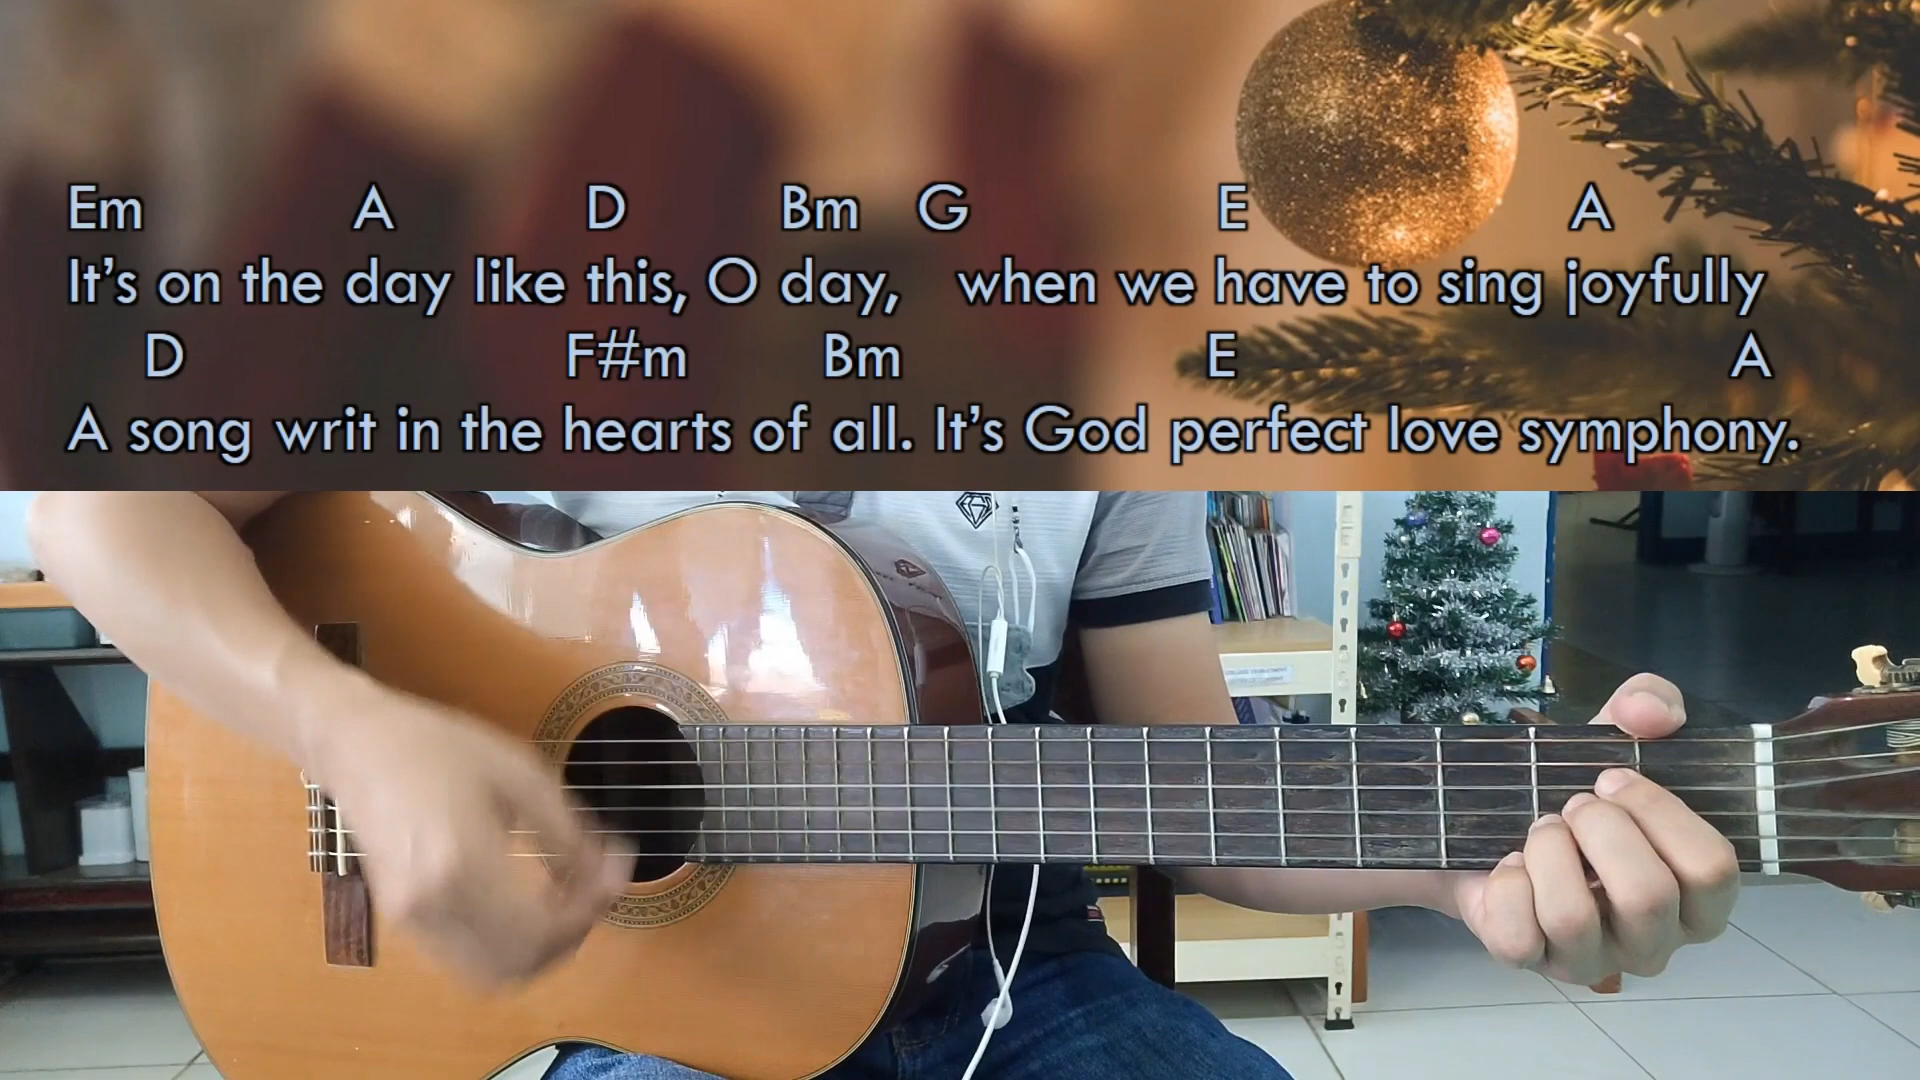 Em A D Bm G E A
It's on the day like this, O day, when we have to sing joyfully
D F#m Bm E A
A song writ in the hearts of all. It's God perfect love symphony.